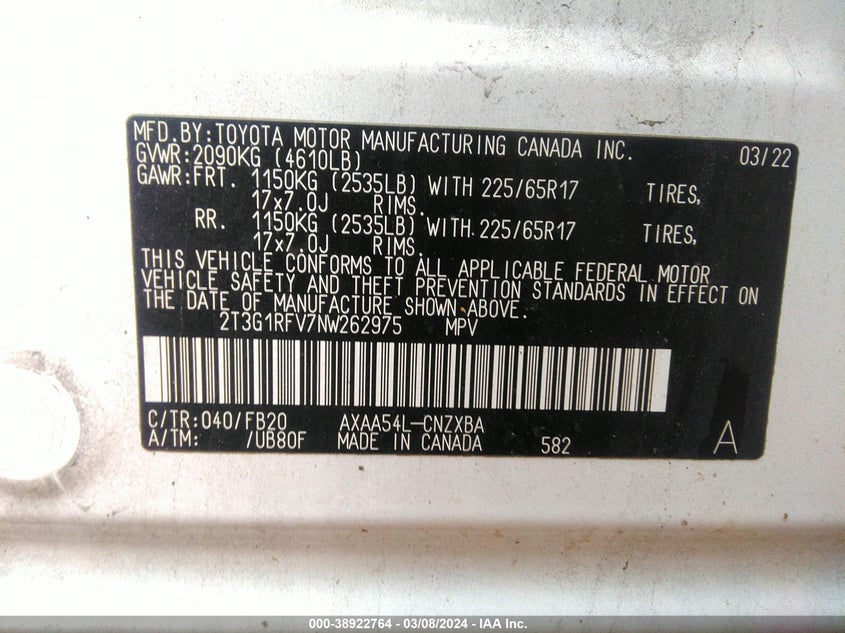 MFD.BY:TOYOTA MOTOR MANUFACTURING CANADA INC. 03/22
GVWR:2090KG (4610LB)
GAWR:FRT. 1150KG (2535LB) WITH 225/65R17 TIRES,
17x7.0J RIMS.
RR. 1150KG (2535LB) WITH 225/65R17 TIRES,
17x7.0J RIMS.
THIS VEHICLE CONFORMS TO ALL APPLICABLE FEDERAL MOTOR
VEHICLE SAFETY AND THEFT PREVENTION STANDARDS IN EFFECT ON
THE DATE OF MANUFACTURE SHOWN ABOVE.
2T3G1RFV7NW262975 MPV
C/TR:040/FB20 AXAA54L-CNZXBA
A/TM: /UB80F MADE IN CANADA 582 A
000-38922764 - 03/08/2024 - IAA Inc.